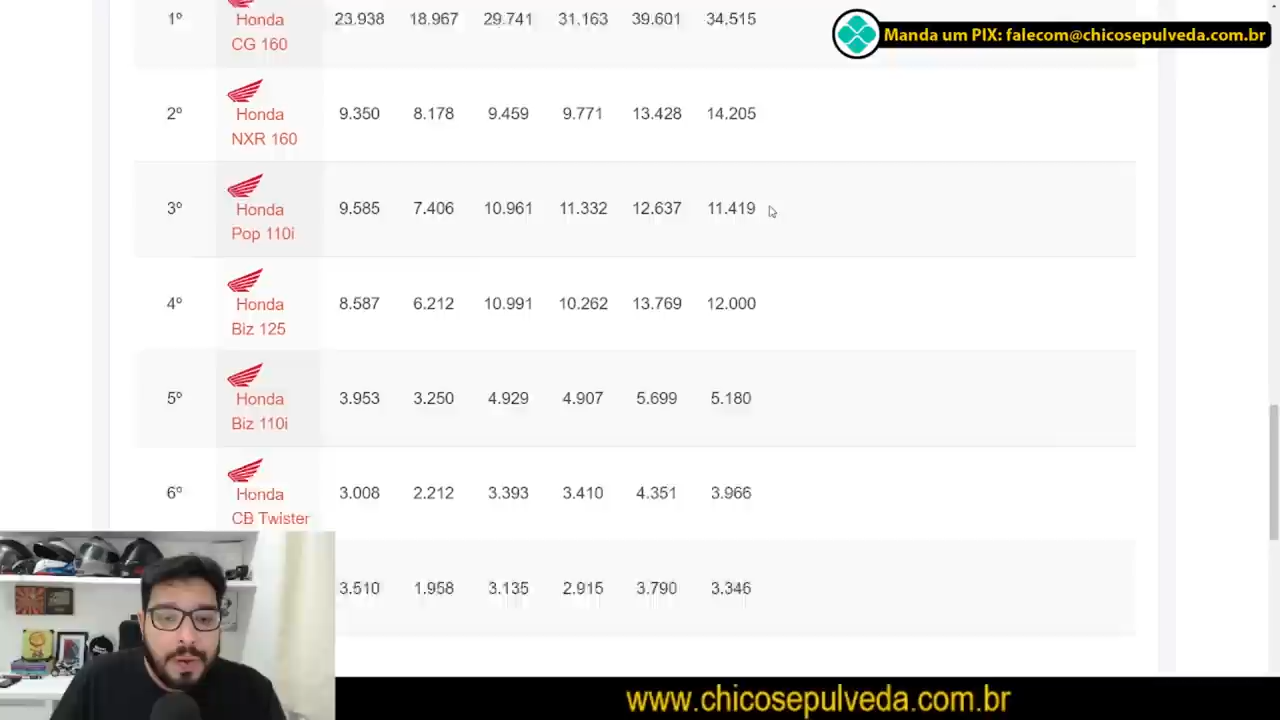 1º Honda 23.938 18.967 29.741 31.163 39.601 34.515
CG 160
Manda um PIX: falecom@chicosepulveda.com.br
2º Honda 9.350 8.178 9.459 9.771 13.428 14.205
NXR 160
3º Honda 9.585 7.406 10.961 11.332 12.637 11.419
Pop 110i
4º Honda 8.587 6.212 10.991 10.262 13.769 12.000
Biz 125
5º Honda 3.953 3.250 4.929 4.907 5.699 5.180
Biz 110i
6º Honda 3.008 2.212 3.393 3.410 4.351 3.966
CB Twister
3.510 1.958 3.135 2.915 3.790 3.346
www.chicosepulveda.com.br